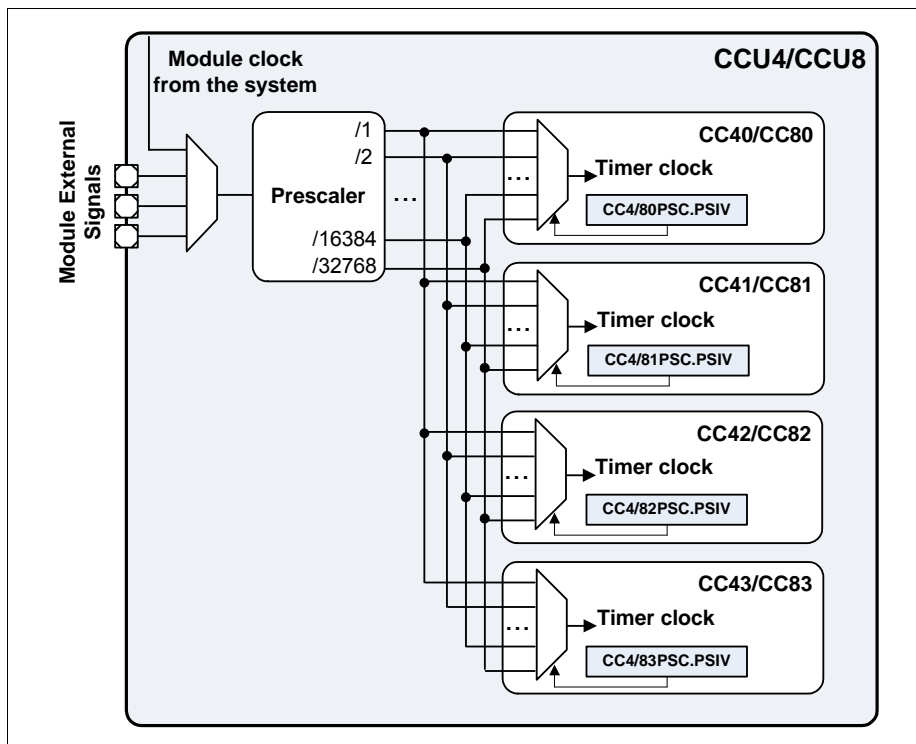 CCU4/CCU8
Module clock
from the system
Module External
Signals
Prescaler
/1
/2
...
/16384
/32768
CC40/CC80
...
Timer clock
CC4/80PSC.PSIV
CC41/CC81
...
Timer clock
CC4/81PSC.PSIV
CC42/CC82
...
Timer clock
CC4/82PSC.PSIV
CC43/CC83
...
Timer clock
CC4/83PSC.PSIV